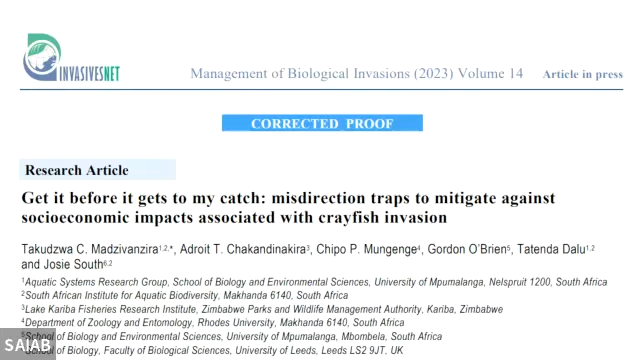 INVASIVESNET
Management of Biological Invasions (2023) Volume 14 Article in press
CORRECTED PROOF
Research Article
Get it before it gets to my catch: misdirection traps to mitigate against
socioeconomic impacts associated with crayfish invasion
Takudzwa C. Madzivanzira1,2,*, Adroit T. Chakandinakira3, Chipo P. Mungenge4, Gordon O'Brien5, Tatenda Dalu1,2
and Josie South6,2
1Aquatic Systems Research Group, School of Biology and Environmental Sciences, University of Mpumalanga, Nelspruit 1200, South Africa
2South African Institute for Aquatic Biodiversity, Makhanda 6140, South Africa
3Lake Kariba Fisheries Research Institute, Zimbabwe Parks and Wildlife Management Authority, Kariba, Zimbabwe
4Department of Zoology and Entomology, Rhodes University, Makhanda 6140, South Africa
5School of Biology and Environmental Sciences, University of Mpumalanga, Mbombela, South Africa
SAIAB
School of Biology, Faculty of Biological Sciences, University of Leeds, Leeds LS2 9JT, UK